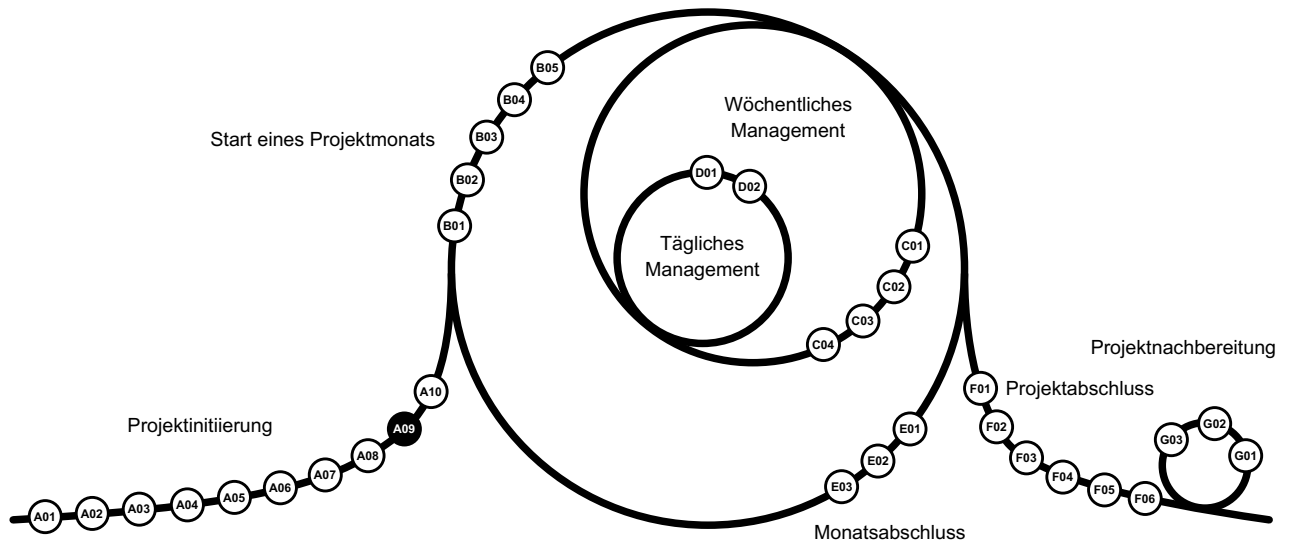 B05
B04
B03
B02
B01
Start eines Projektmonats
Wöchentliches
Management
D01
D02
Tägliches
Management
C01
C02
C03
C04
Projektinitiierung
A01
A02
A03
A04
A05
A06
A07
A08
A09
A10
E01
E02
E03
Monatsabschluss
Projektnachbereitung
Projektabschluss
F01
F02
F03
F04
F05
F06
G03
G02
G01